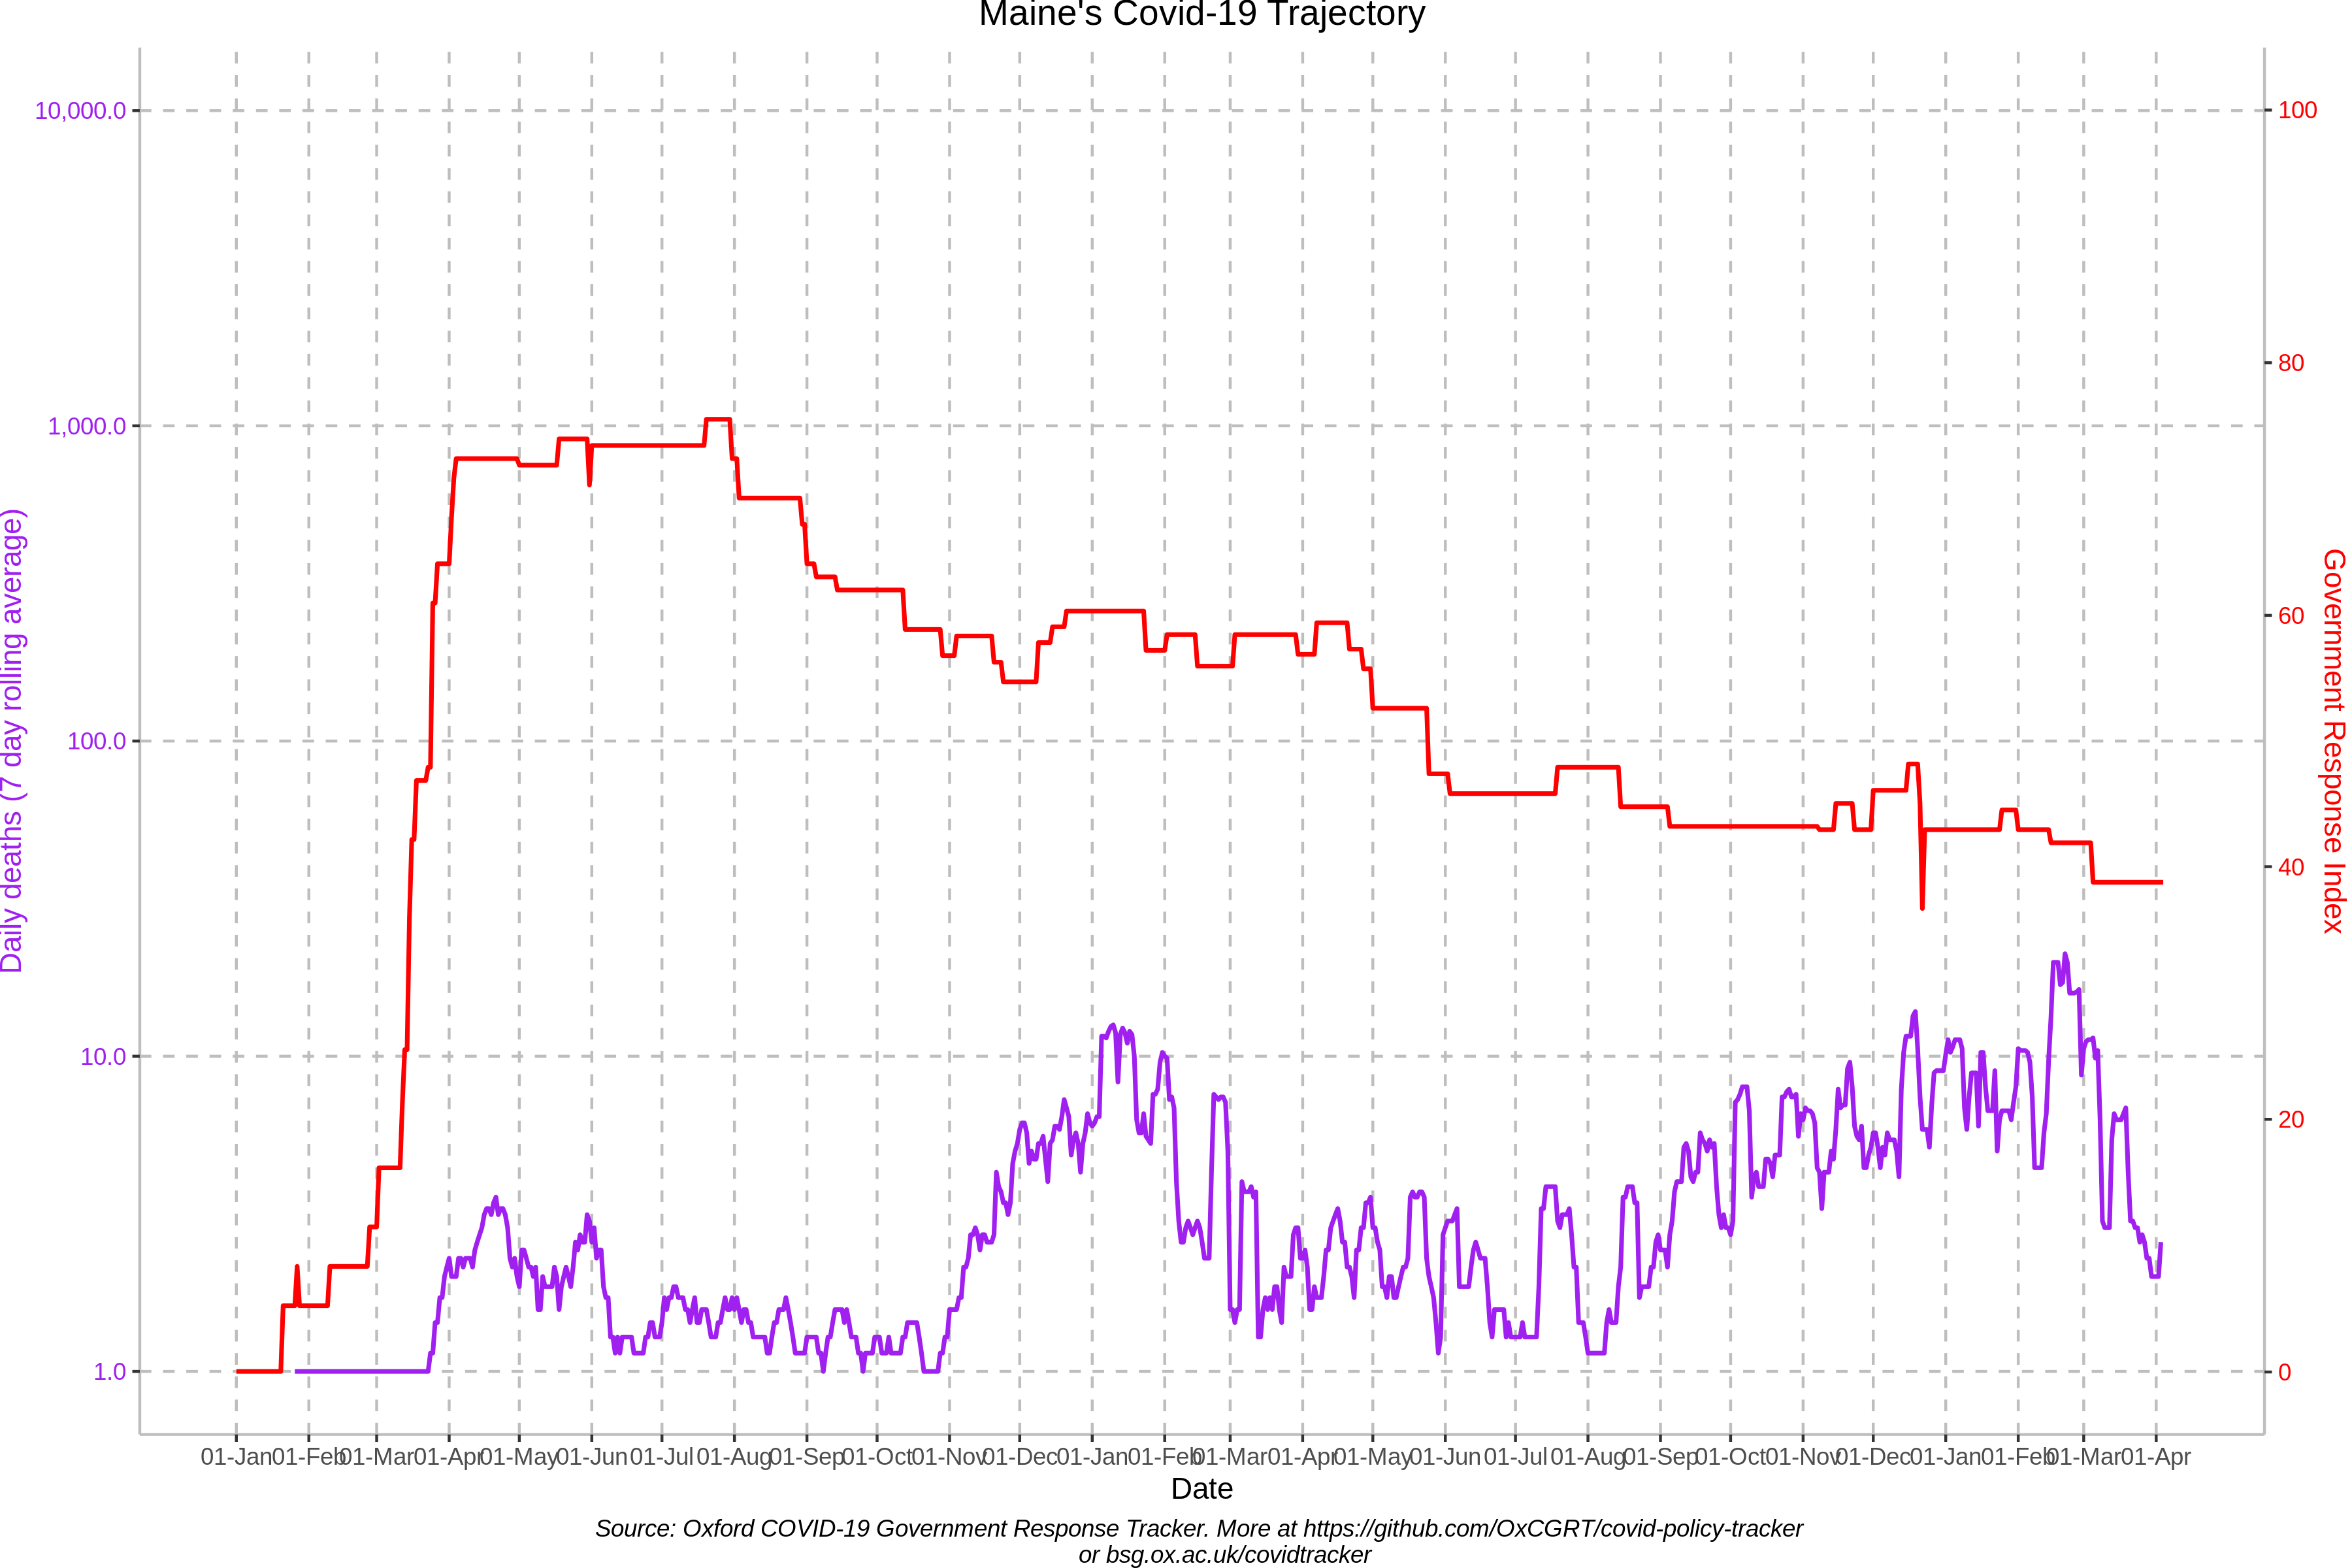 Maine's Covid-19 Trajectory
10,000.0
1,000.0
100.0
10.0
1.0
Daily deaths (7 day rolling average)
100
80
60
40
20
0
Government Response Index
01-Jan 01-Feb 01-Mar 01-Apr 01-May 01-Jun 01-Jul 01-Aug 01-Sep 01-Oct 01-Nov 01-Dec 01-Jan 01-Feb 01-Mar 01-Apr 01-May 01-Jun 01-Jul 01-Aug 01-Sep 01-Oct 01-Nov 01-Dec 01-Jan 01-Feb 01-Mar 01-Apr
Date
Source: Oxford COVID-19 Government Response Tracker. More at https://github.com/OxCGRT/covid-policy-tracker
or bsg.ox.ac.uk/covidtracker